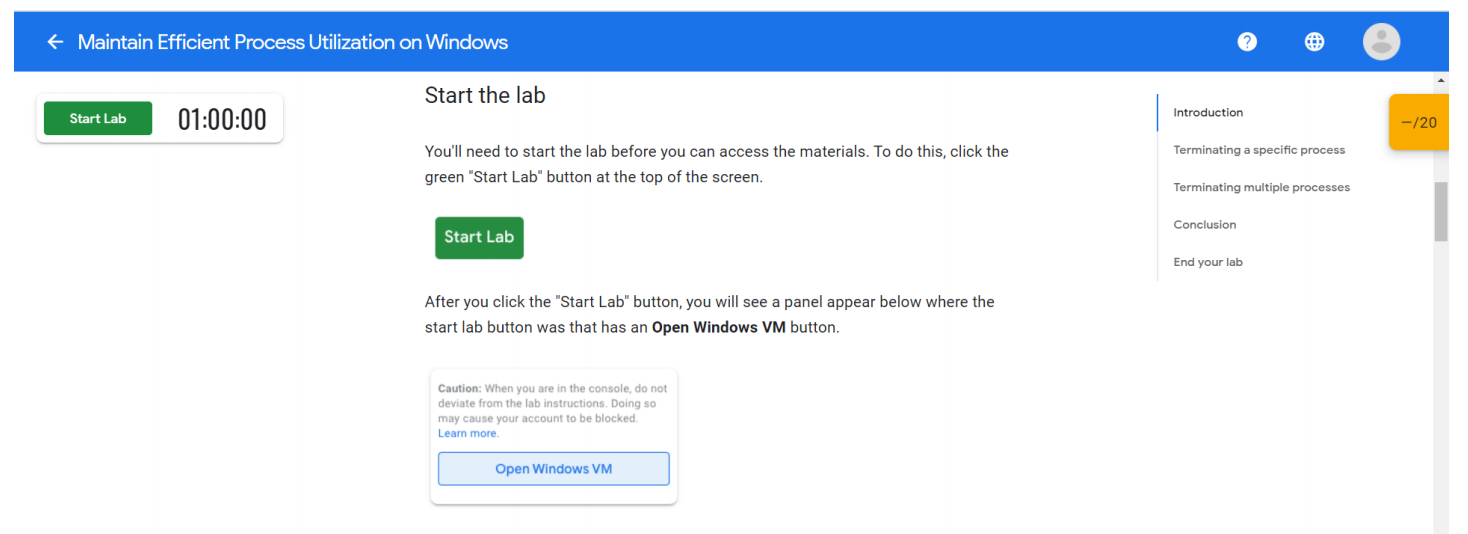 ← Maintain Efficient Process Utilization on Windows
?
Start Lab
01:00:00
Start the lab
You'll need to start the lab before you can access the materials. To do this, click the
green "Start Lab" button at the top of the screen.
Start Lab
After you click the "Start Lab" button, you will see a panel appear below where the
start lab button was that has an Open Windows VM button.
Caution: When you are in the console, do not
deviate from the lab instructions. Doing so
may cause your account to be blocked.
Learn more.
Open Windows VM
Introduction
Terminating a specific process
Terminating multiple processes
Conclusion
End your lab
—/20